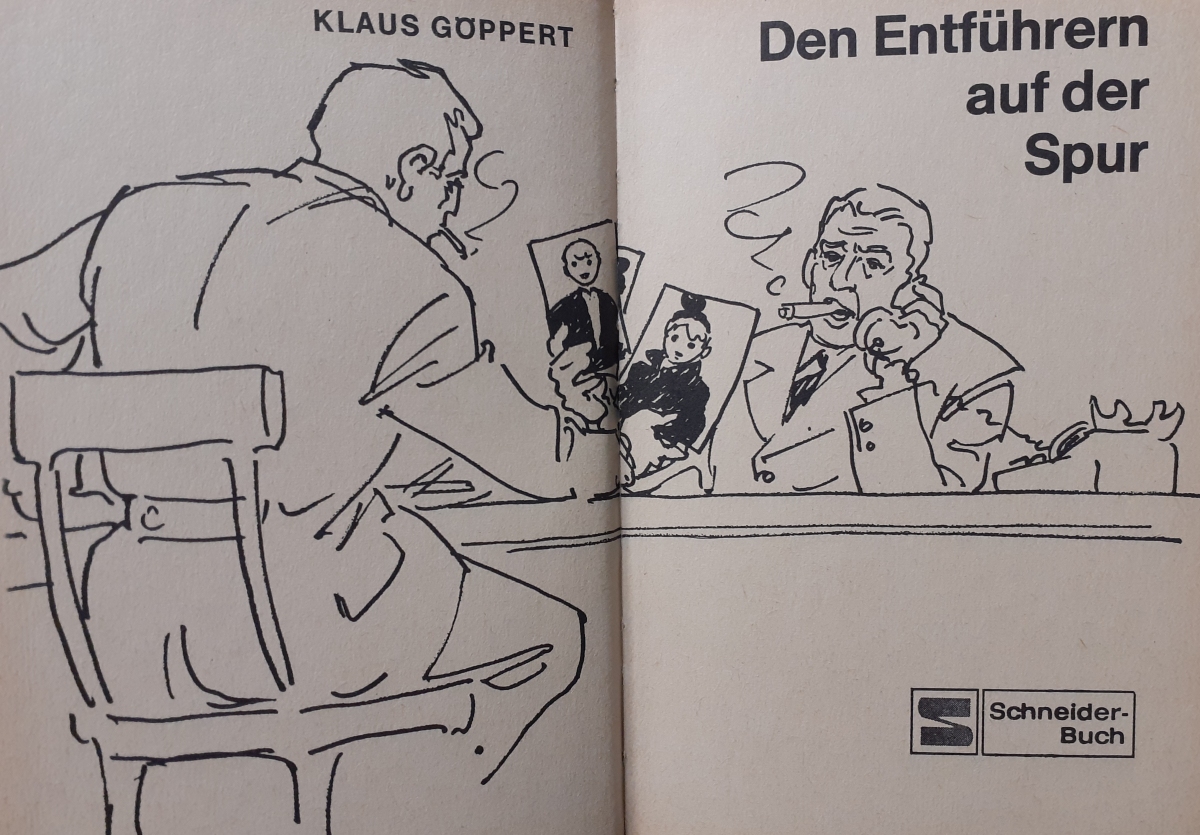 KLAUS GÖPPERT
Den Entführern
auf der
Spur
Schneider-
Buch